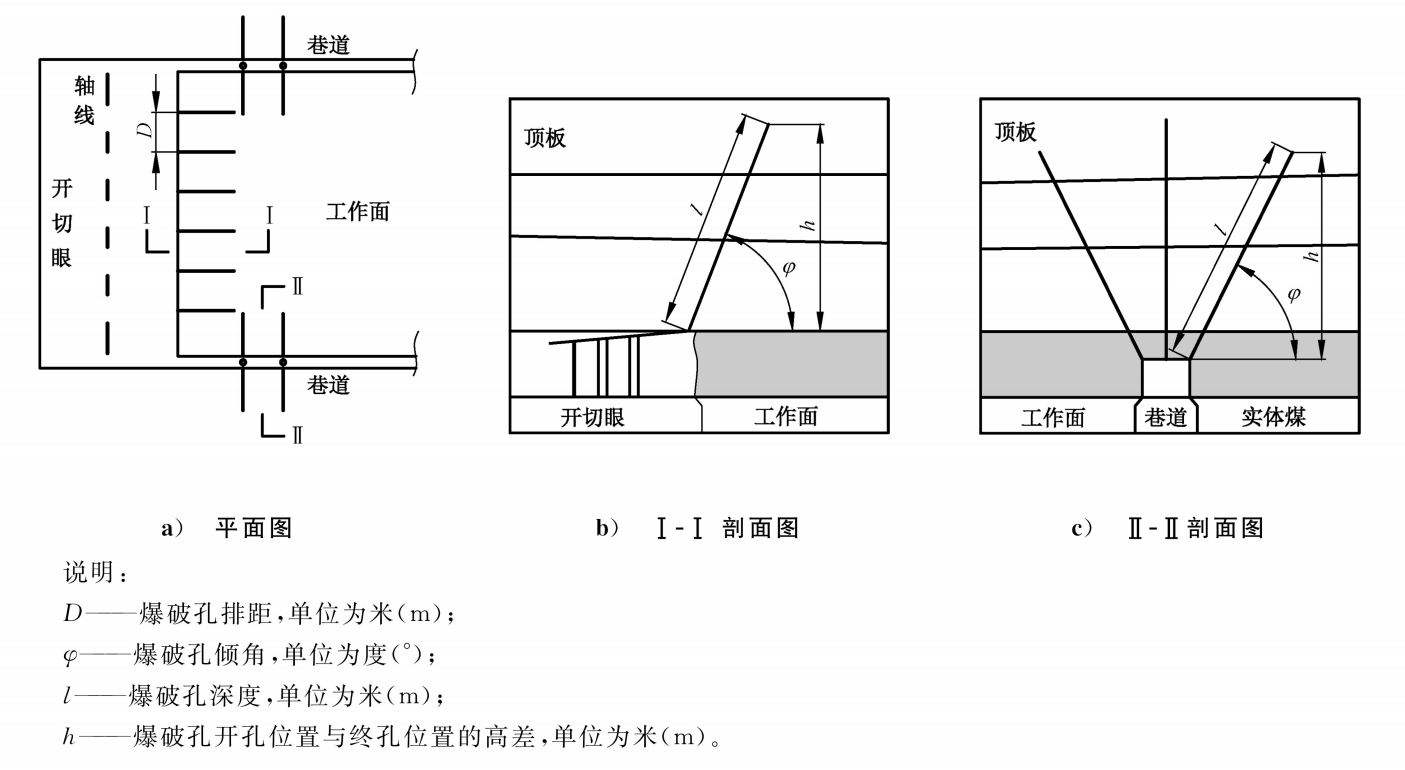 巷道
轴线
D
开切眼
Ⅰ
Ⅰ
工作面
Ⅱ
巷道
Ⅱ
顶板
l
h
φ
开切眼
工作面
顶板
l
h
φ
工作面
巷道
实体煤
a) 平面图
b) Ⅰ-Ⅰ 剖面图
c) Ⅱ-Ⅱ剖面图
说明:
D——爆破孔排距,单位为米(m);
φ——爆破孔倾角,单位为度(°);
l——爆破孔深度,单位为米(m);
h——爆破孔开孔位置与终孔位置的高差,单位为米(m)。